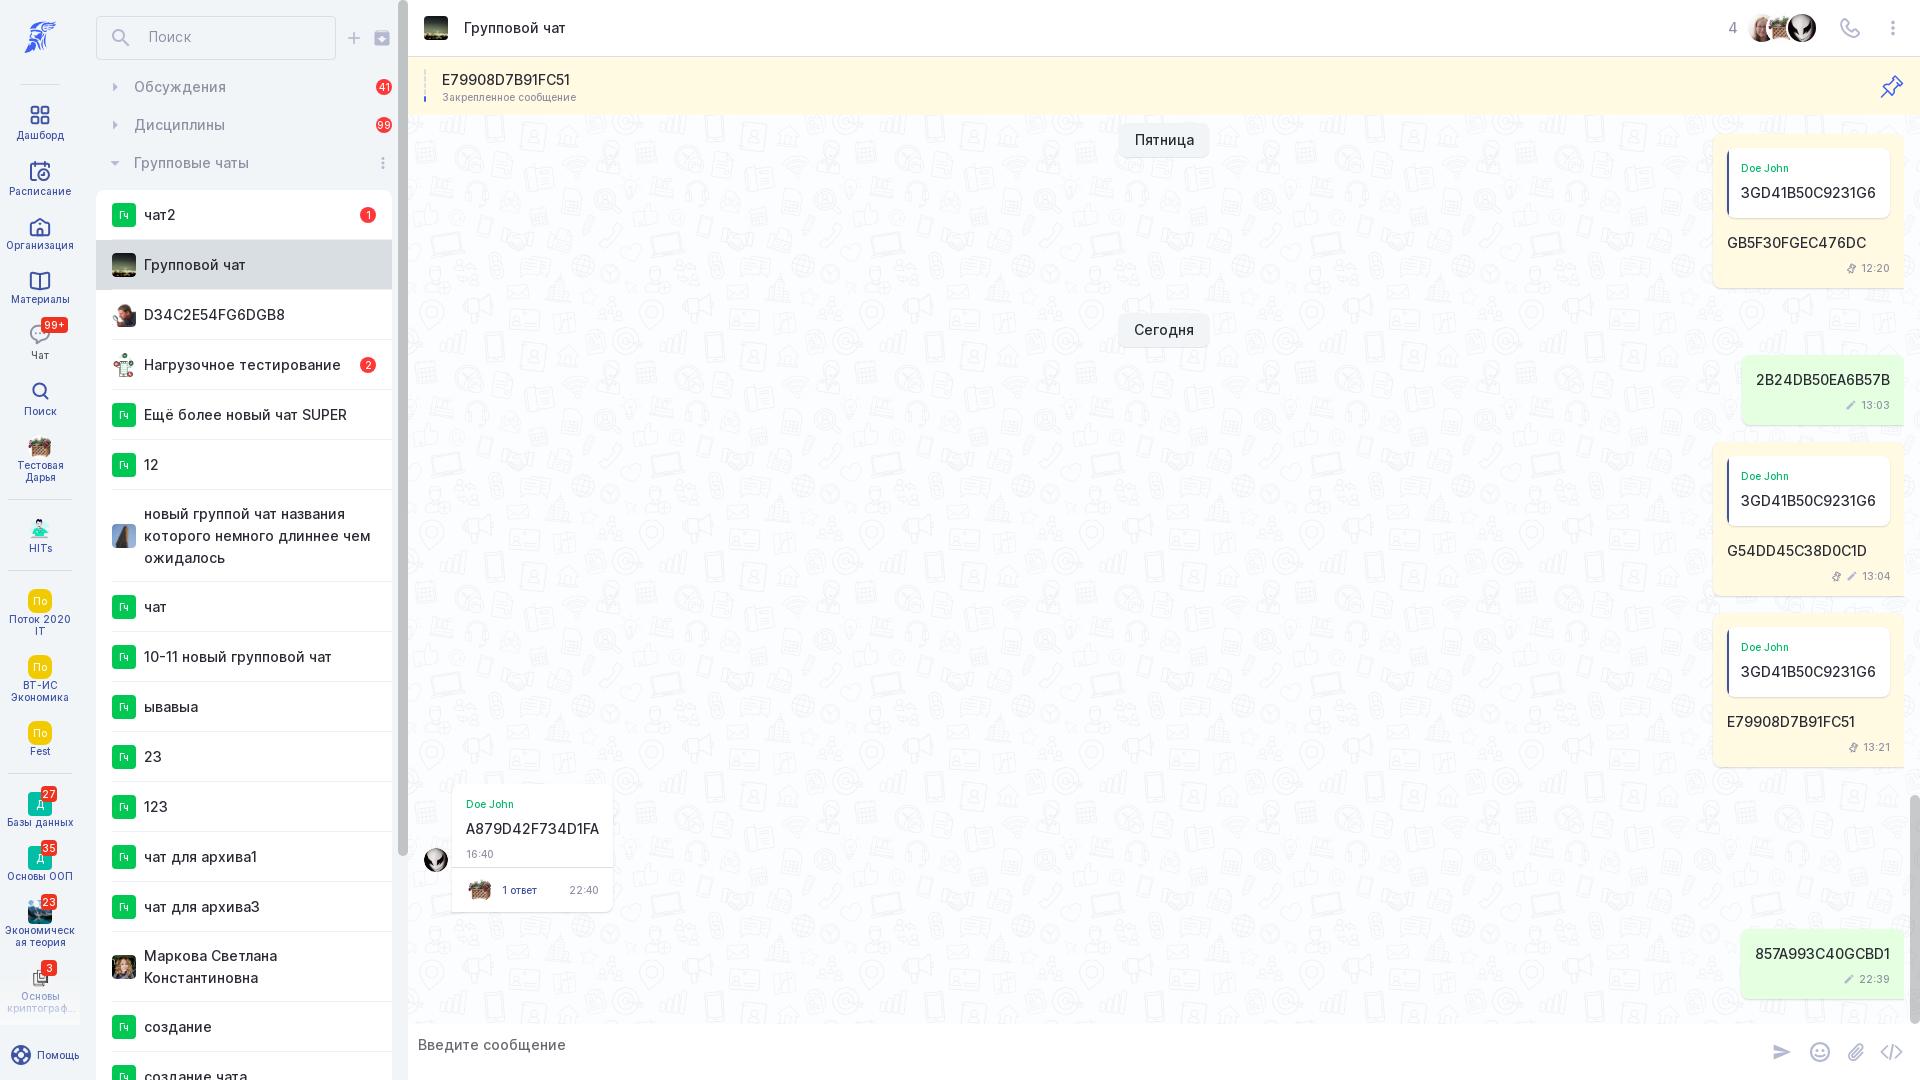 Дашборд
Расписание
Организация
Материалы
99+
Чат
Поиск
Тестовая
Дарья
HITs
По
Поток 2020
IT
По
ВТ-ИС
Экономика
По
Fest
27
Д
Базы данных
35
Д
Основы ООП
23
Экономическ
ая теория
3
Основы
криптограф...
Помощь
Поиск
Обсуждения
41
Дисциплины
99
Групповые чаты
Гч
чат2
1
Групповой чат
D34C2E54FG6DGB8
Нагрузочное тестирование
2
Гч
Ещё более новый чат SUPER
Гч
12
новый группой чат названия
которого немного длиннее чем
ожидалось
Гч
чат
Гч
10-11 новый групповой чат
Гч
ывавыа
Гч
23
Гч
123
Гч
чат для архива1
Гч
чат для архива3
Маркова Светлана
Константиновна
Гч
создание
Гч
создание чата
Групповой чат
4
E79908D7B91FC51
Закрепленное сообщение
Пятница
Doe John
3GD41B50C9231G6
GB5F30FGEC476DC
12:20
Сегодня
2B24DB50EA6B57B
13:03
Doe John
3GD41B50C9231G6
G54DD45C38D0C1D
13:04
Doe John
3GD41B50C9231G6
E79908D7B91FC51
13:21
Doe John
A879D42F734D1FA
16:40
1 ответ
22:40
857A993C40GCBD1
22:39
Введите сообщение